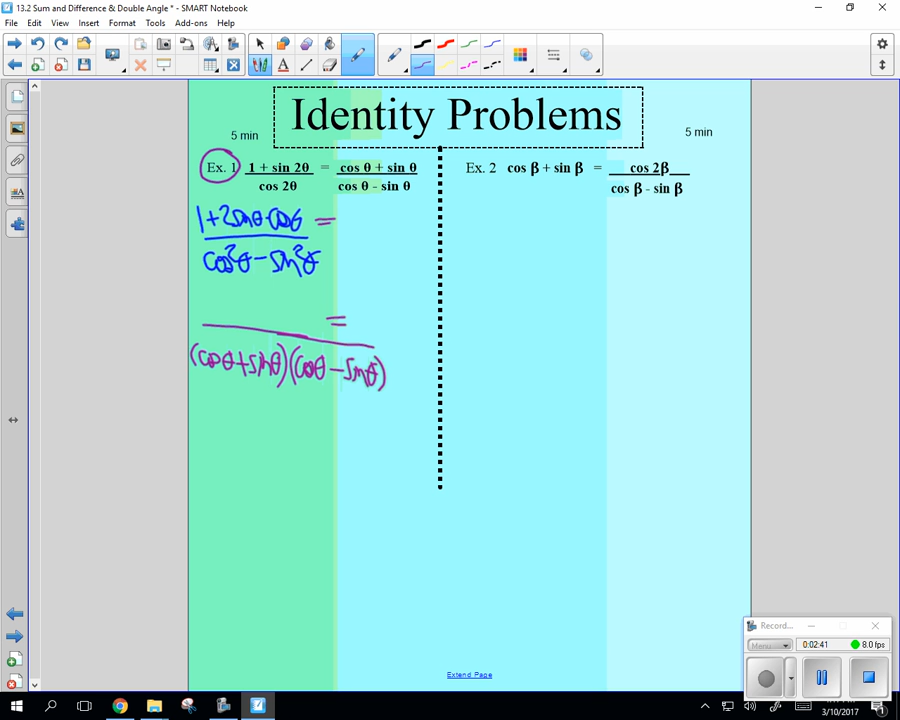 13.2 Sum and Difference & Double Angle * - SMART Notebook
File Edit View Insert Format Tools Add-ons Help
Identity Problems
5 min
5 min
Ex. 1 1 + sin 2θ = cos θ + sin θ
cos 2θ cos θ - sin θ
Ex. 2 cos β + sin β = cos 2β
cos β - sin β
1+2sinθ cosθ =
cos²θ - sin²θ
=
(cosθ+sinθ)(cosθ-sinθ)
Extend Page
Record...
Menu
0:02:41
8.0 fps
3/10/2017